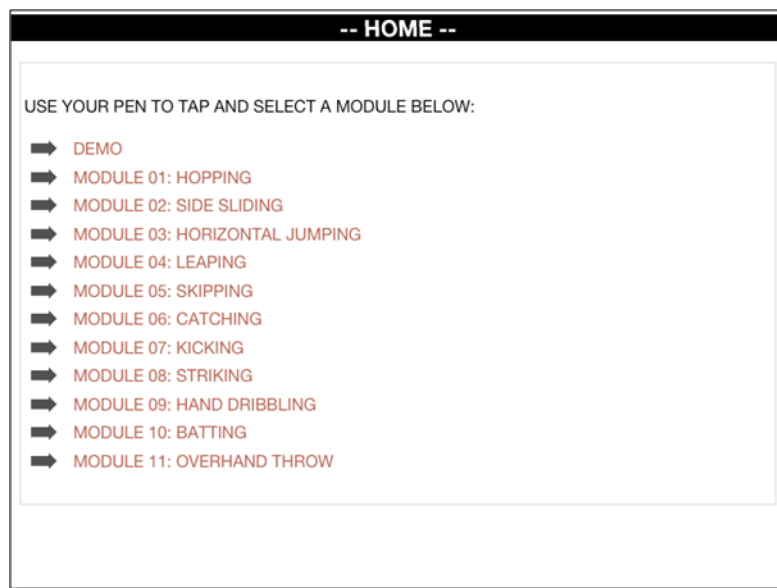 -- HOME --
USE YOUR PEN TO TAP AND SELECT A MODULE BELOW:
DEMO
MODULE 01: HOPPING
MODULE 02: SIDE SLIDING
MODULE 03: HORIZONTAL JUMPING
MODULE 04: LEAPING
MODULE 05: SKIPPING
MODULE 06: CATCHING
MODULE 07: KICKING
MODULE 08: STRIKING
MODULE 09: HAND DRIBBLING
MODULE 10: BATTING
MODULE 11: OVERHAND THROW